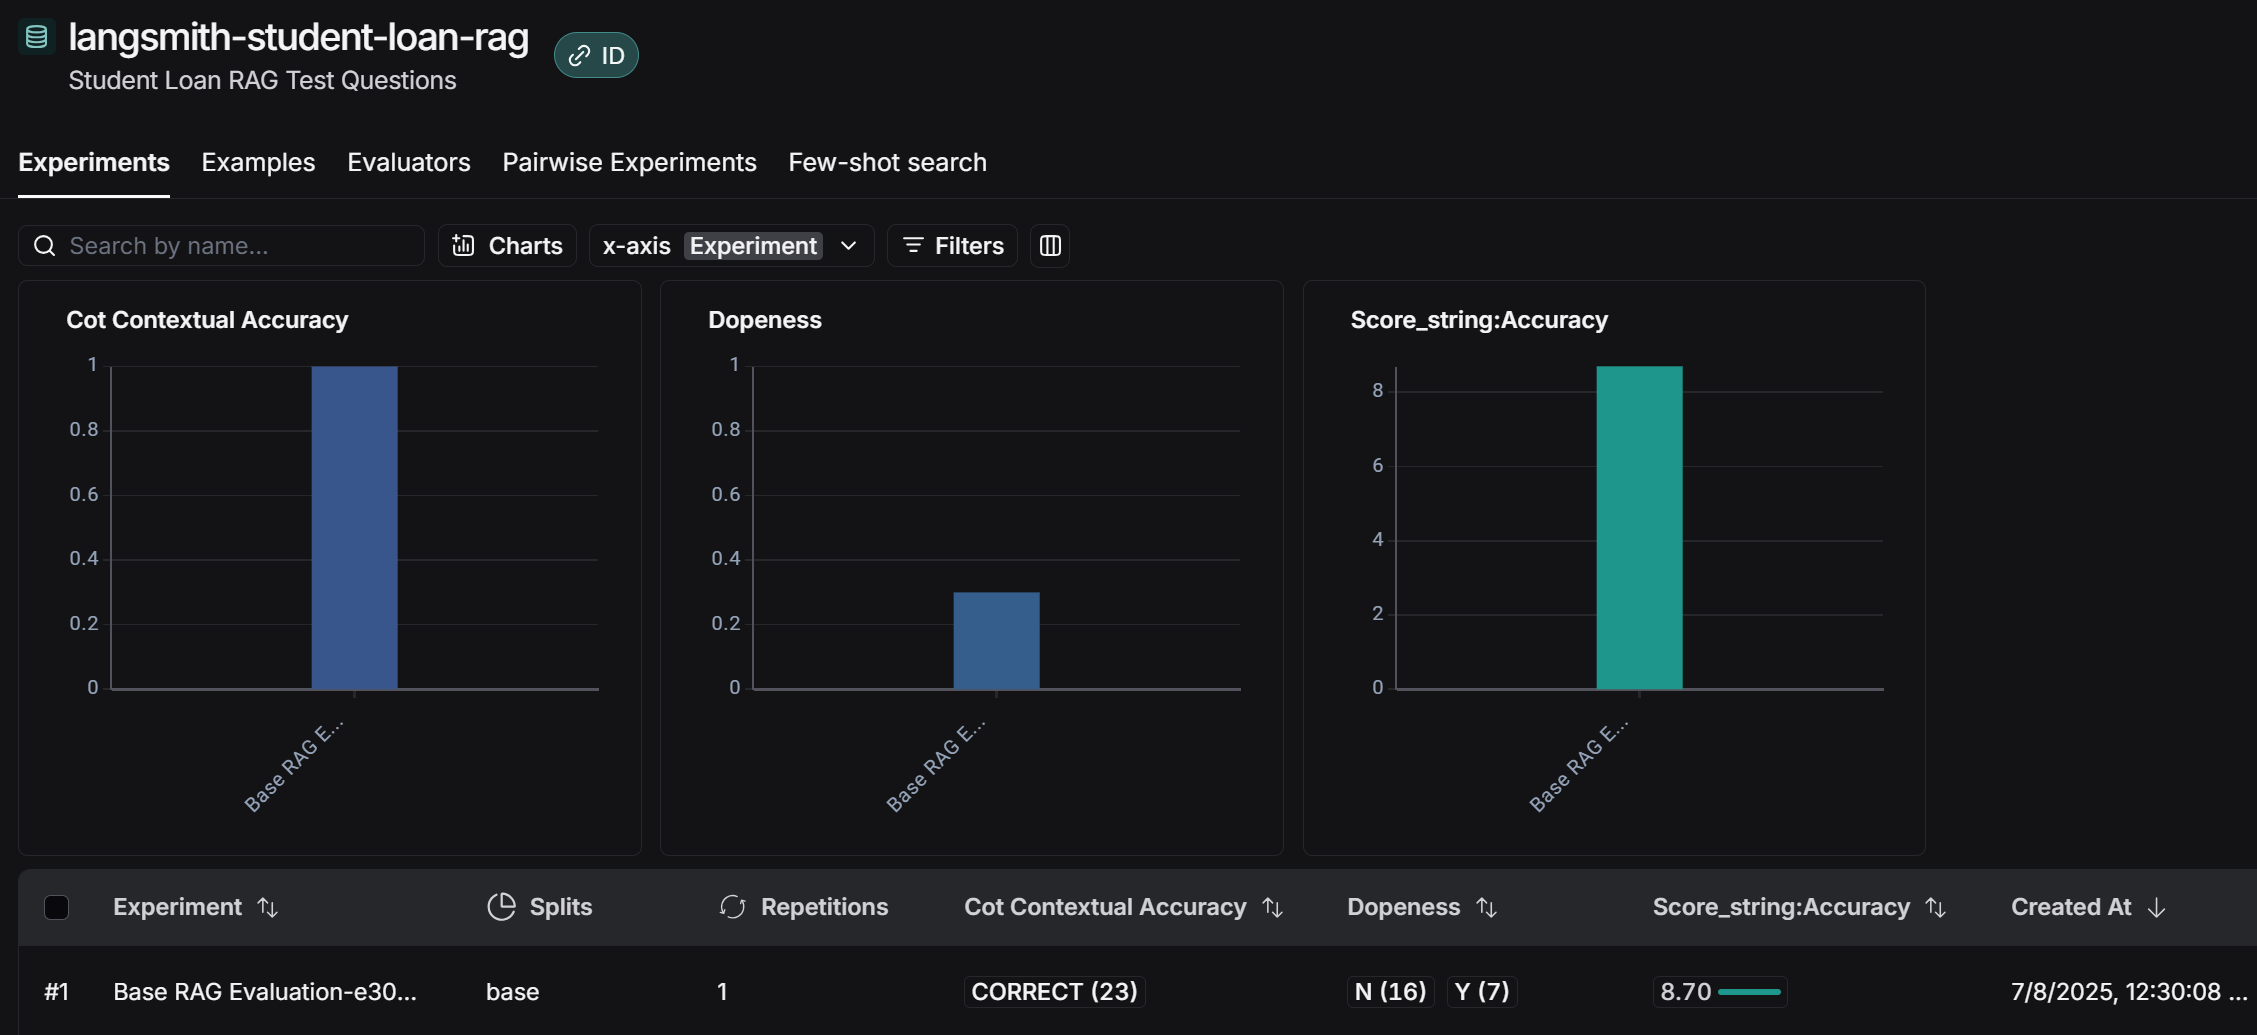 langsmith-student-loan-rag
ID
Student Loan RAG Test Questions
Experiments Examples Evaluators Pairwise Experiments Few-shot search
Search by name... Charts x-axis Experiment Filters
Cot Contextual Accuracy
1
0.8
0.6
0.4
0.2
0
Base RAG E...
Dopeness
1
0.8
0.6
0.4
0.2
0
Base RAG E...
Score_string:Accuracy
8
6
4
2
0
Base RAG E...
Experiment Splits Repetitions Cot Contextual Accuracy Dopeness Score_string:Accuracy Created At
#1 Base RAG Evaluation-e30... base 1 CORRECT (23) N (16) Y (7) 8.70 7/8/2025, 12:30:08 ...